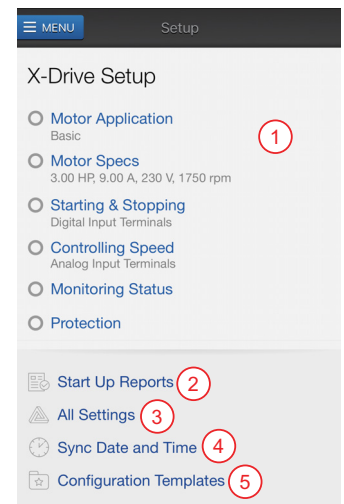 MENU Setup
X-Drive Setup
Motor Application
Basic
1
Motor Specs
3.00 HP, 9.00 A, 230 V, 1750 rpm
Starting & Stopping
Digital Input Terminals
Controlling Speed
Analog Input Terminals
Monitoring Status
Protection
Start Up Reports 2
All Settings 3
Sync Date and Time 4
Configuration Templates 5